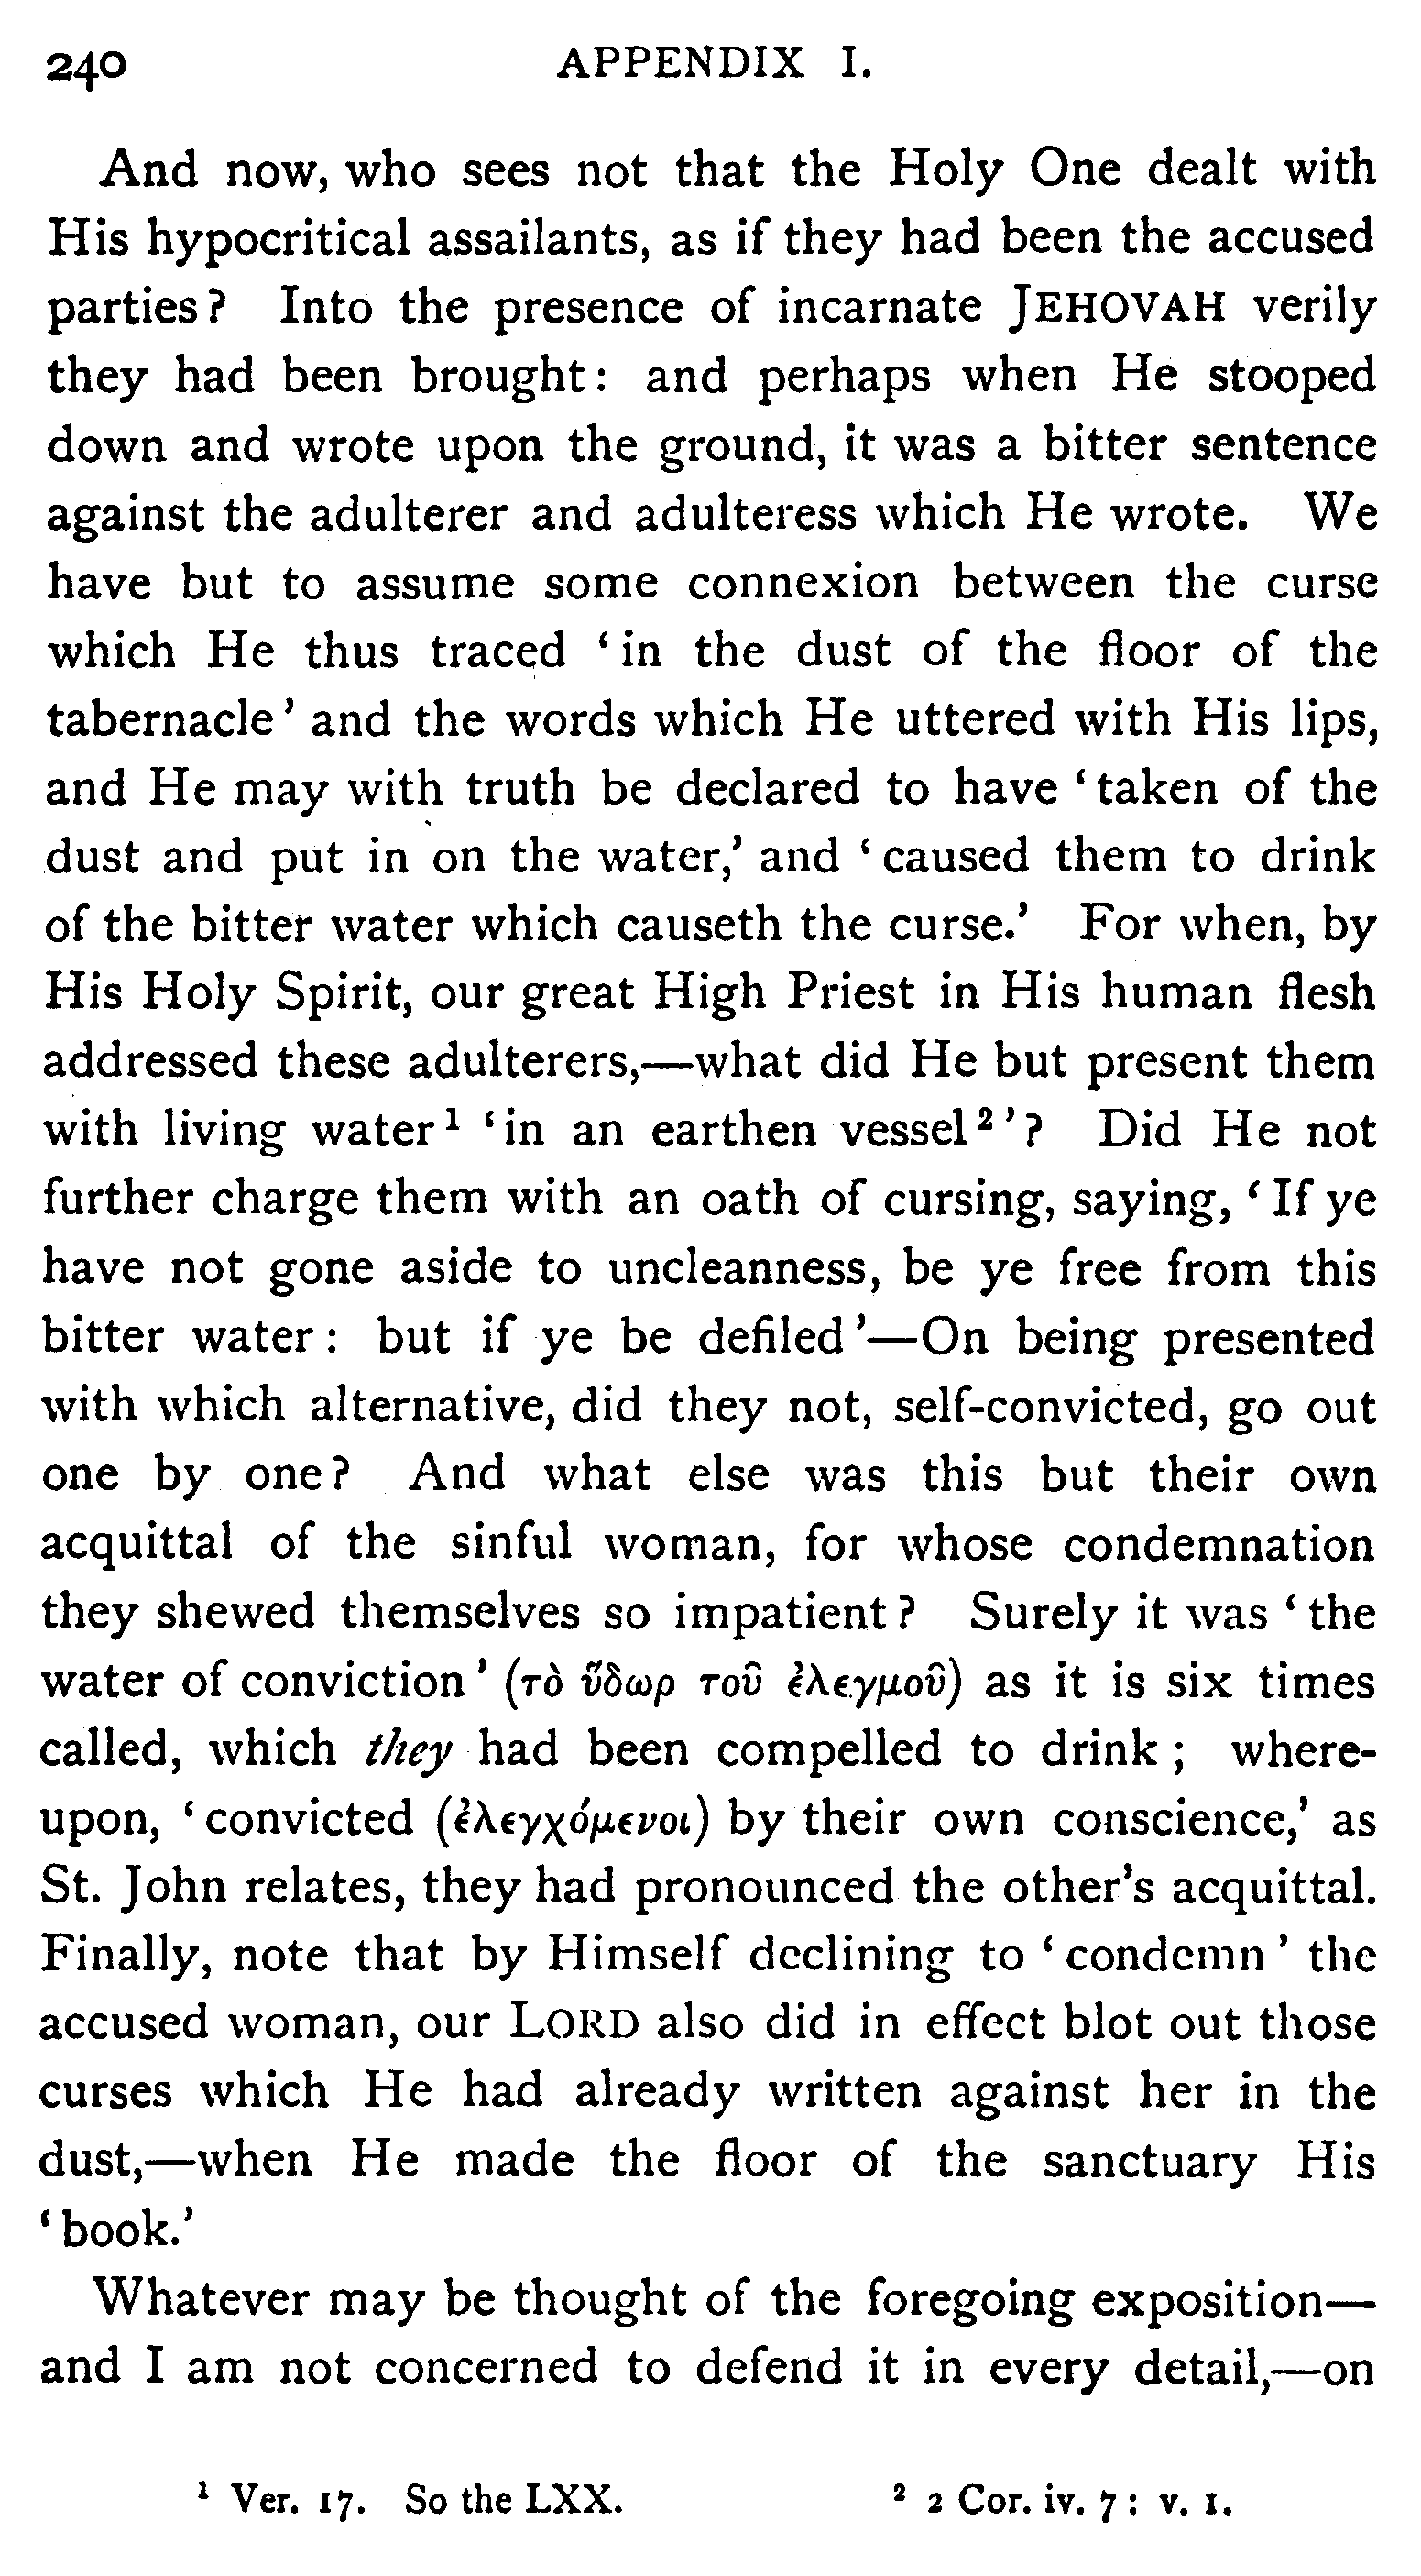 240 APPENDIX I.
And now, who sees not that the Holy One dealt with
His hypocritical assailants, as if they had been the accused
parties? Into the presence of incarnate JEHOVAH verily
they had been brought: and perhaps when He stooped
down and wrote upon the ground, it was a bitter sentence
against the adulterer and adulteress which He wrote. We
have but to assume some connexion between the curse
which He thus traced ‘in the dust of the floor of the
tabernacle’ and the words which He uttered with His lips,
and He may with truth be declared to have ‘taken of the
dust and put in on the water,’ and ‘caused them to drink
of the bitter water which causeth the curse.’ For when, by
His Holy Spirit, our great High Priest in His human flesh
addressed these adulterers,—what did He but present them
with living water¹ ‘in an earthen vessel²’? Did He not
further charge them with an oath of cursing, saying, ‘If ye
have not gone aside to uncleanness, be ye free from this
bitter water: but if ye be defiled’—On being presented
with which alternative, did they not, self-convicted, go out
one by one? And what else was this but their own
acquittal of the sinful woman, for whose condemnation
they shewed themselves so impatient? Surely it was ‘the
water of conviction’ (τὸ ὕδωρ τοῦ ἐλεγμοῦ) as it is six times
called, which they had been compelled to drink; where-
upon, ‘convicted (ἐλεγχόμενοι) by their own conscience,’ as
St. John relates, they had pronounced the other’s acquittal.
Finally, note that by Himself declining to ‘condemn’ the
accused woman, our LORD also did in effect blot out those
curses which He had already written against her in the
dust,—when He made the floor of the sanctuary His
‘book.’
Whatever may be thought of the foregoing exposition—
and I am not concerned to defend it in every detail,—on
¹ Ver. 17. So the LXX. ² 2 Cor. iv. 7: v. 1.